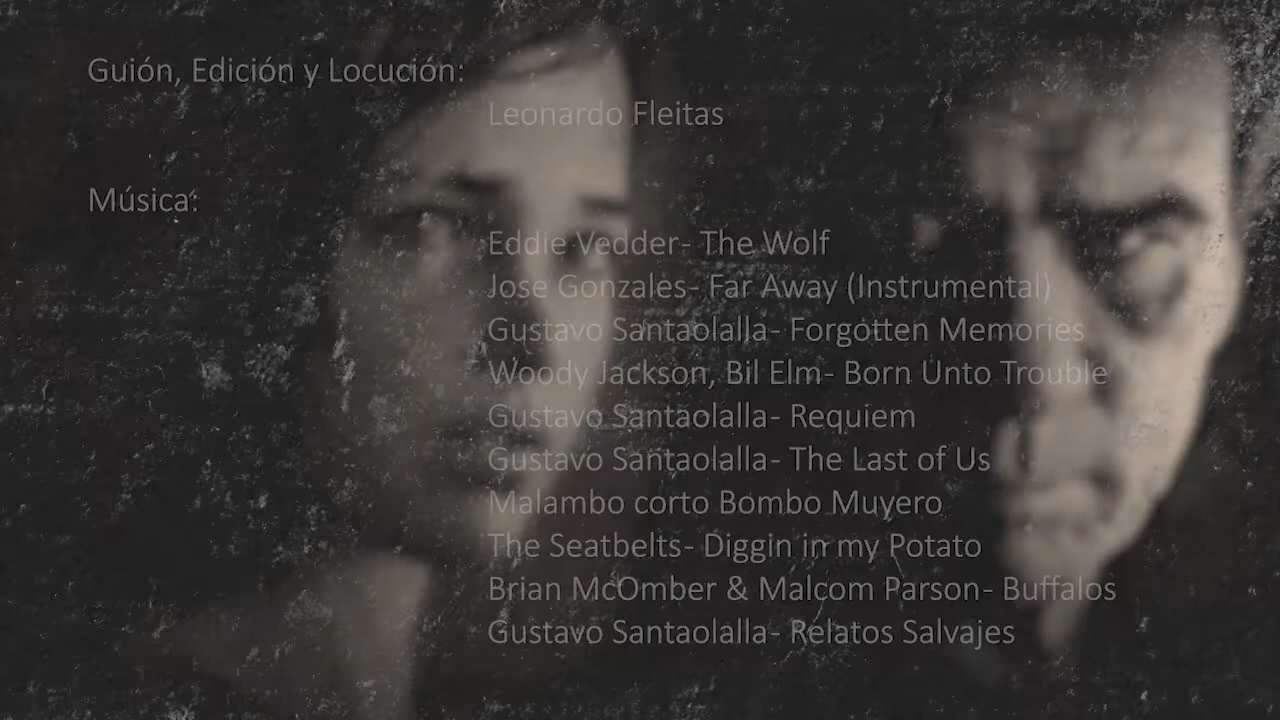 Guión, Edición y Locución:
Leonardo Fleitas
Música:
Eddie Vedder- The Wolf
Jose Gonzales- Far Away (Instrumental)
Gustavo Santaolalla- Forgotten Memories
Woody Jackson, Bil Elm- Born Unto Trouble
Gustavo Santaolalla- Requiem
Gustavo Santaolalla- The Last of Us
Malambo corto Bombo Muyero
The Seatbelts- Diggin in my Potato
Brian McOmber & Malcom Parson- Buffalos
Gustavo Santaolalla- Relatos Salvajes